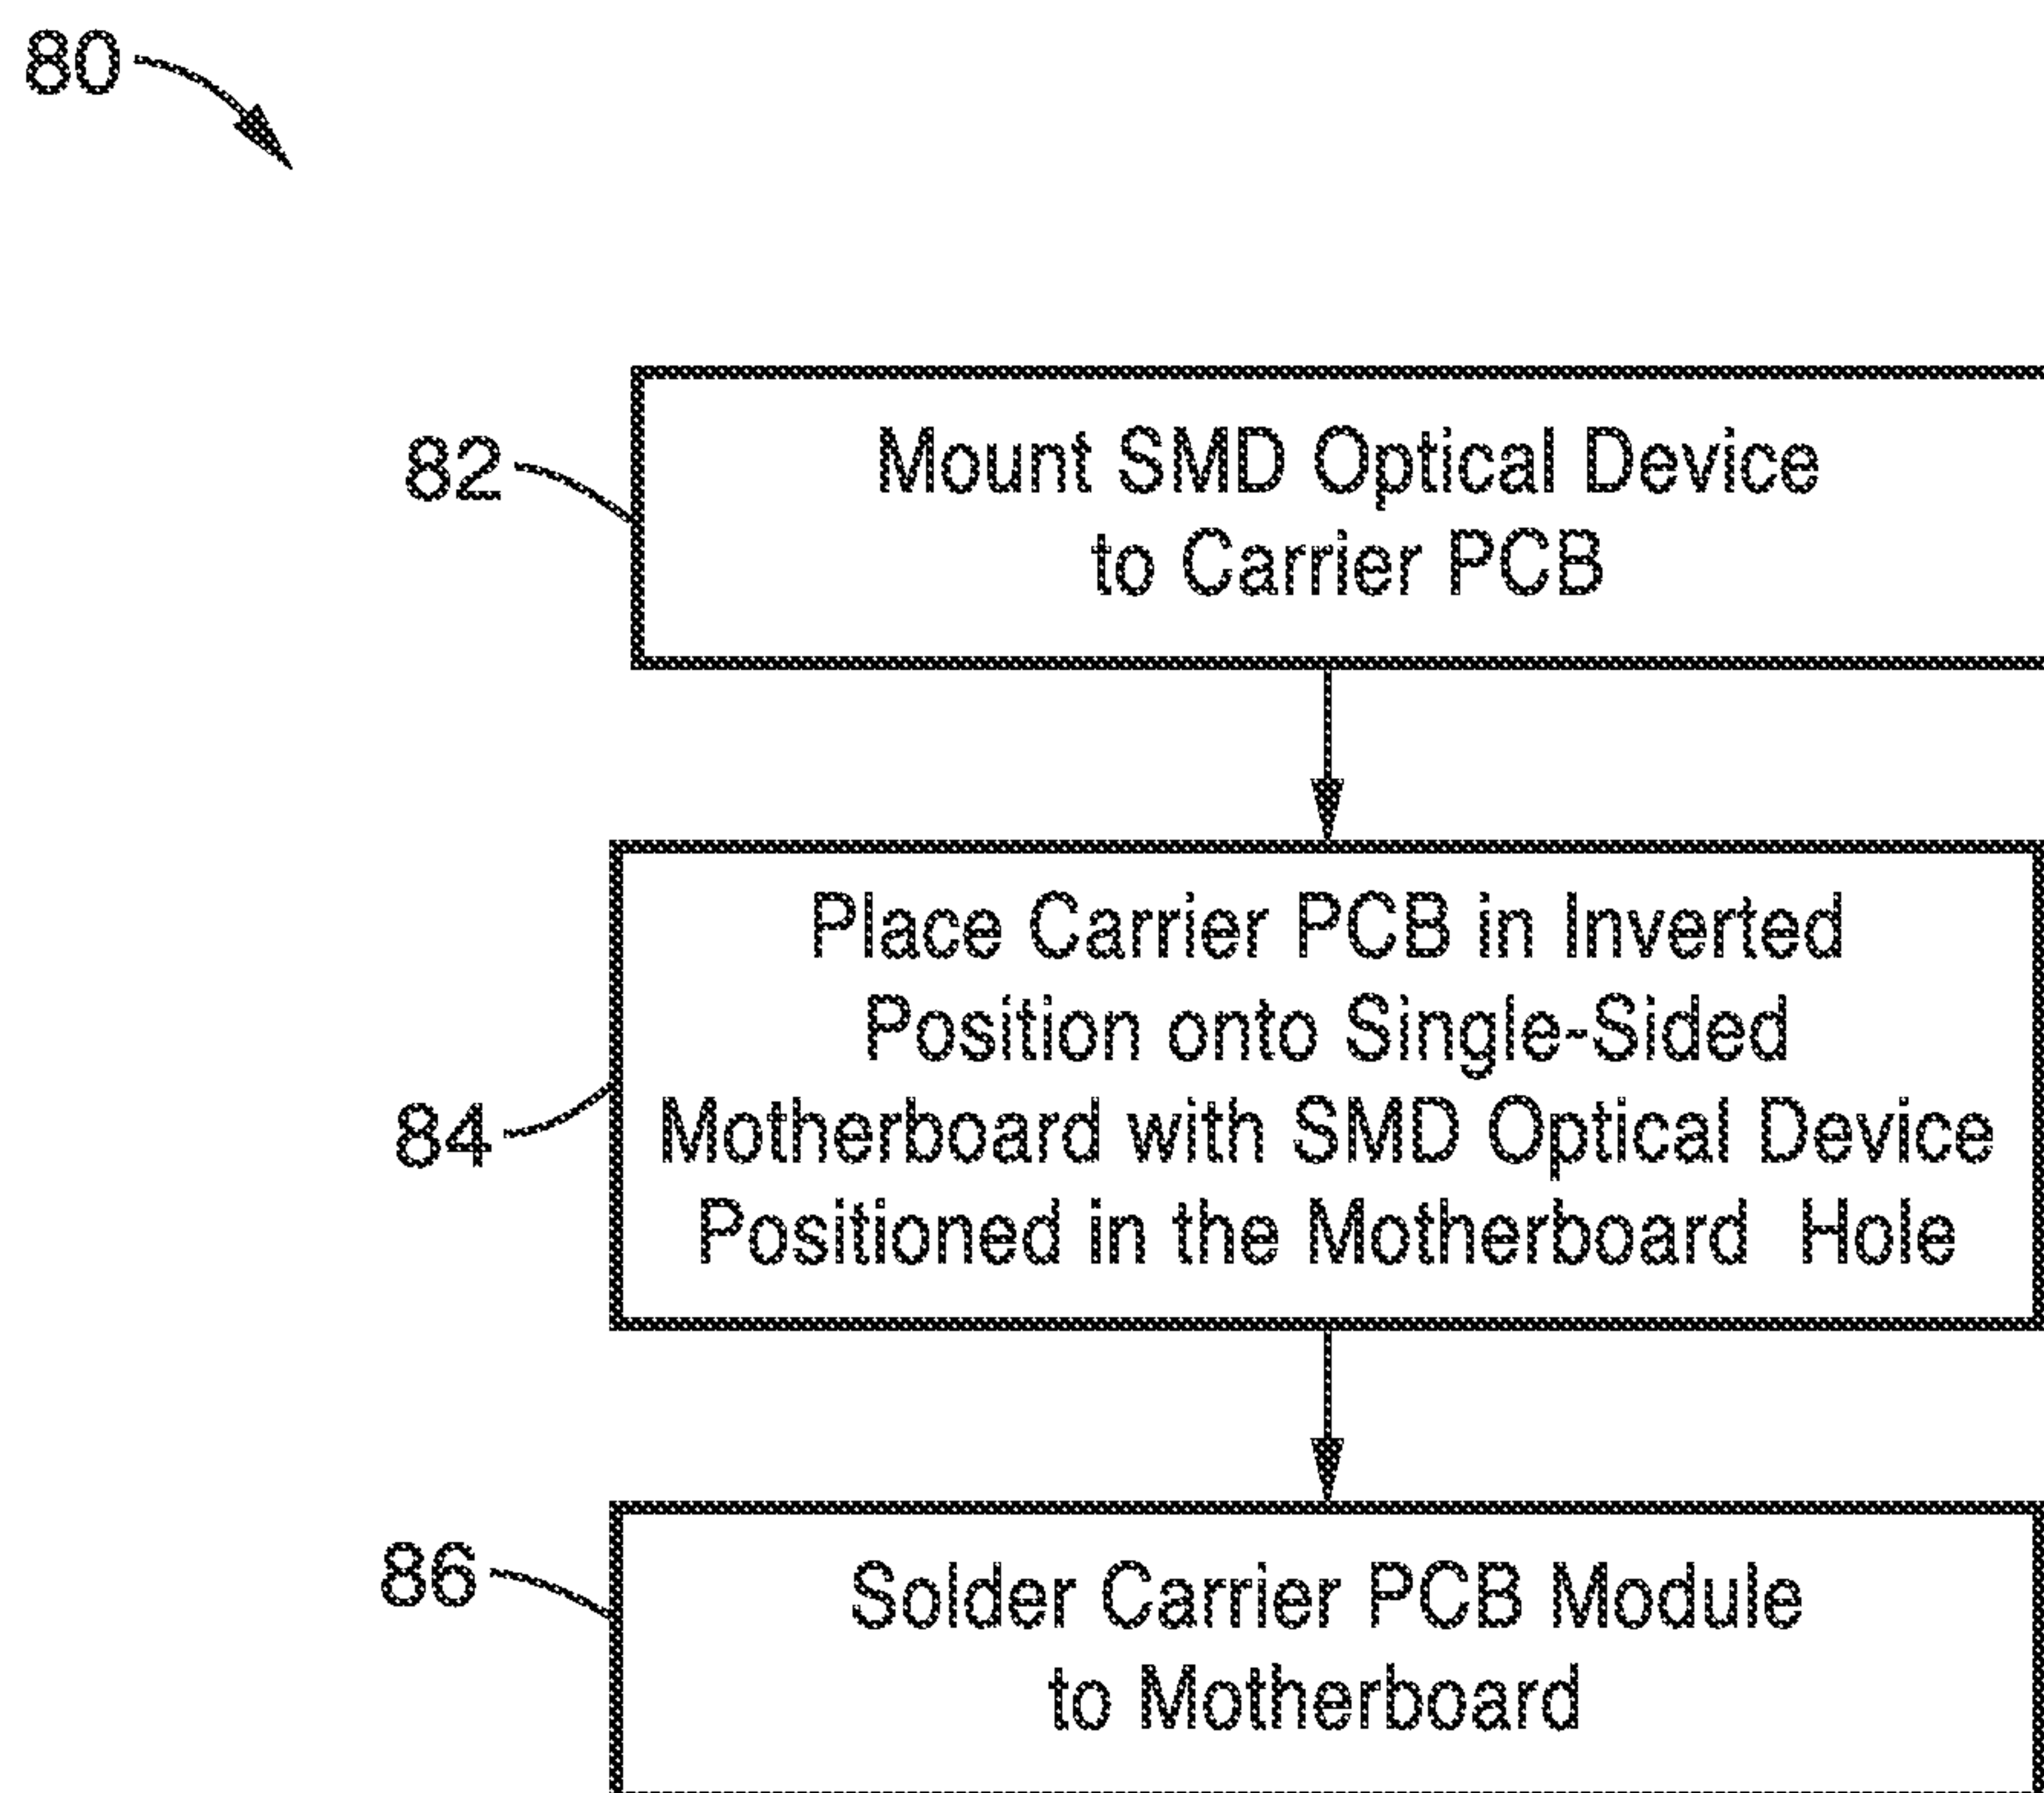 80
82
Mount SMD Optical Device
to Carrier PCB
84
Place Carrier PCB in Inverted
Position onto Single-Sided
Motherboard with SMD Optical Device
Positioned in the Motherboard Hole
86
Solder Carrier PCB Module
to Motherboard